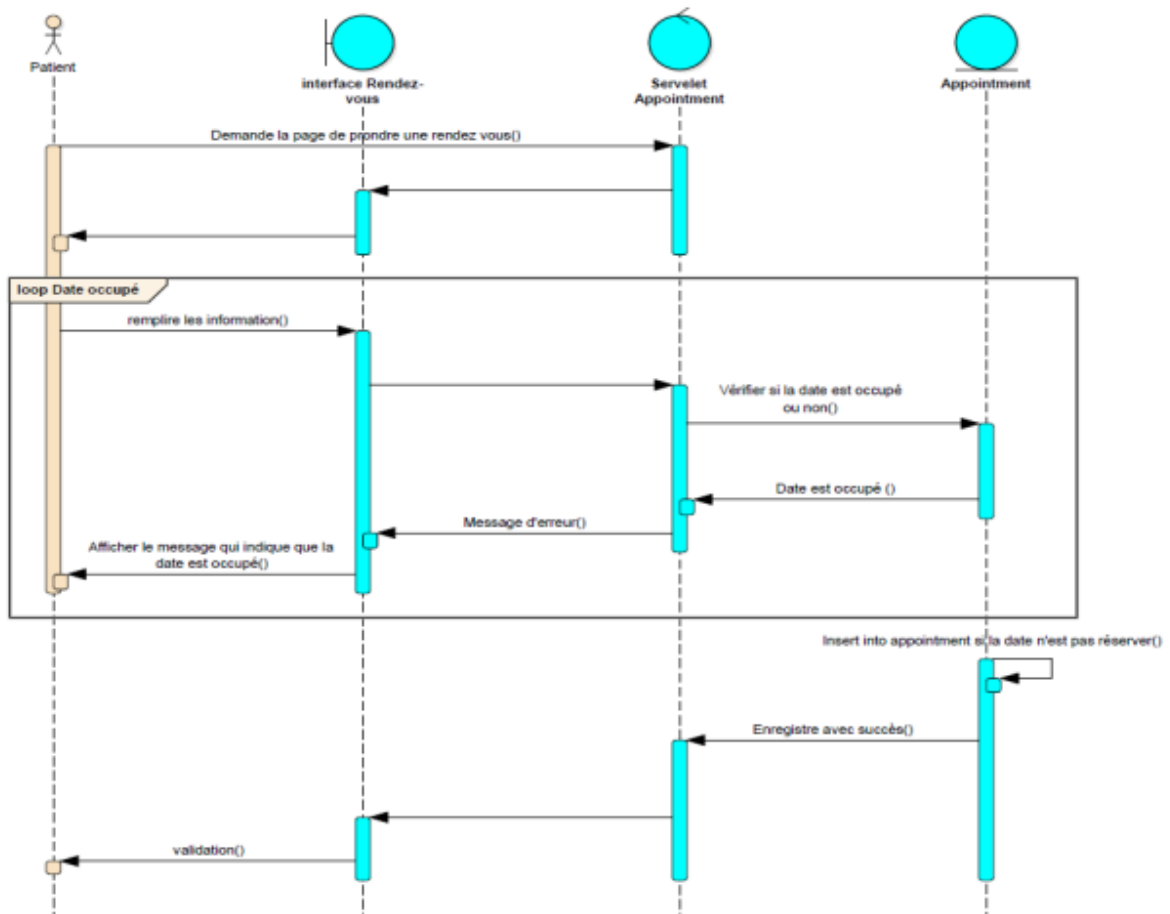 Patient
interface Rendez-
vous
Servelet
Appointment
Appointment
Demande la page de prondre une rendez vous()
loop Date occupé
remplire les information()
Vérifier si la date est occupé
ou non()
Date est occupé ()
Message d'erreur()
Afficher le message qui indique que la
date est occupé()
Insert into appointment si la date n'est pas réserver()
Enregistre avec succès()
validation()